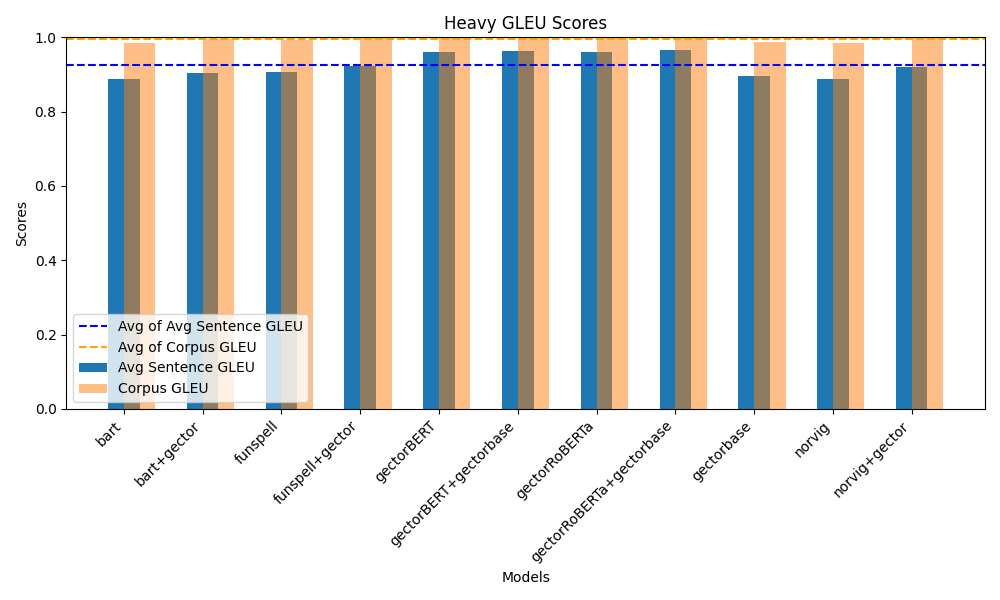 Heavy GLEU Scores
Scores
1.0
0.8
0.6
0.4
0.2
0.0
Avg of Avg Sentence GLEU
Avg of Corpus GLEU
Avg Sentence GLEU
Corpus GLEU
bart
bart+gector
funspell
funspell+gector
gectorBERT
gectorBERT+gectorbase
gectorRoBERTa
gectorRoBERTa+gectorbase
gectorbase
norvig
norvig+gector
Models